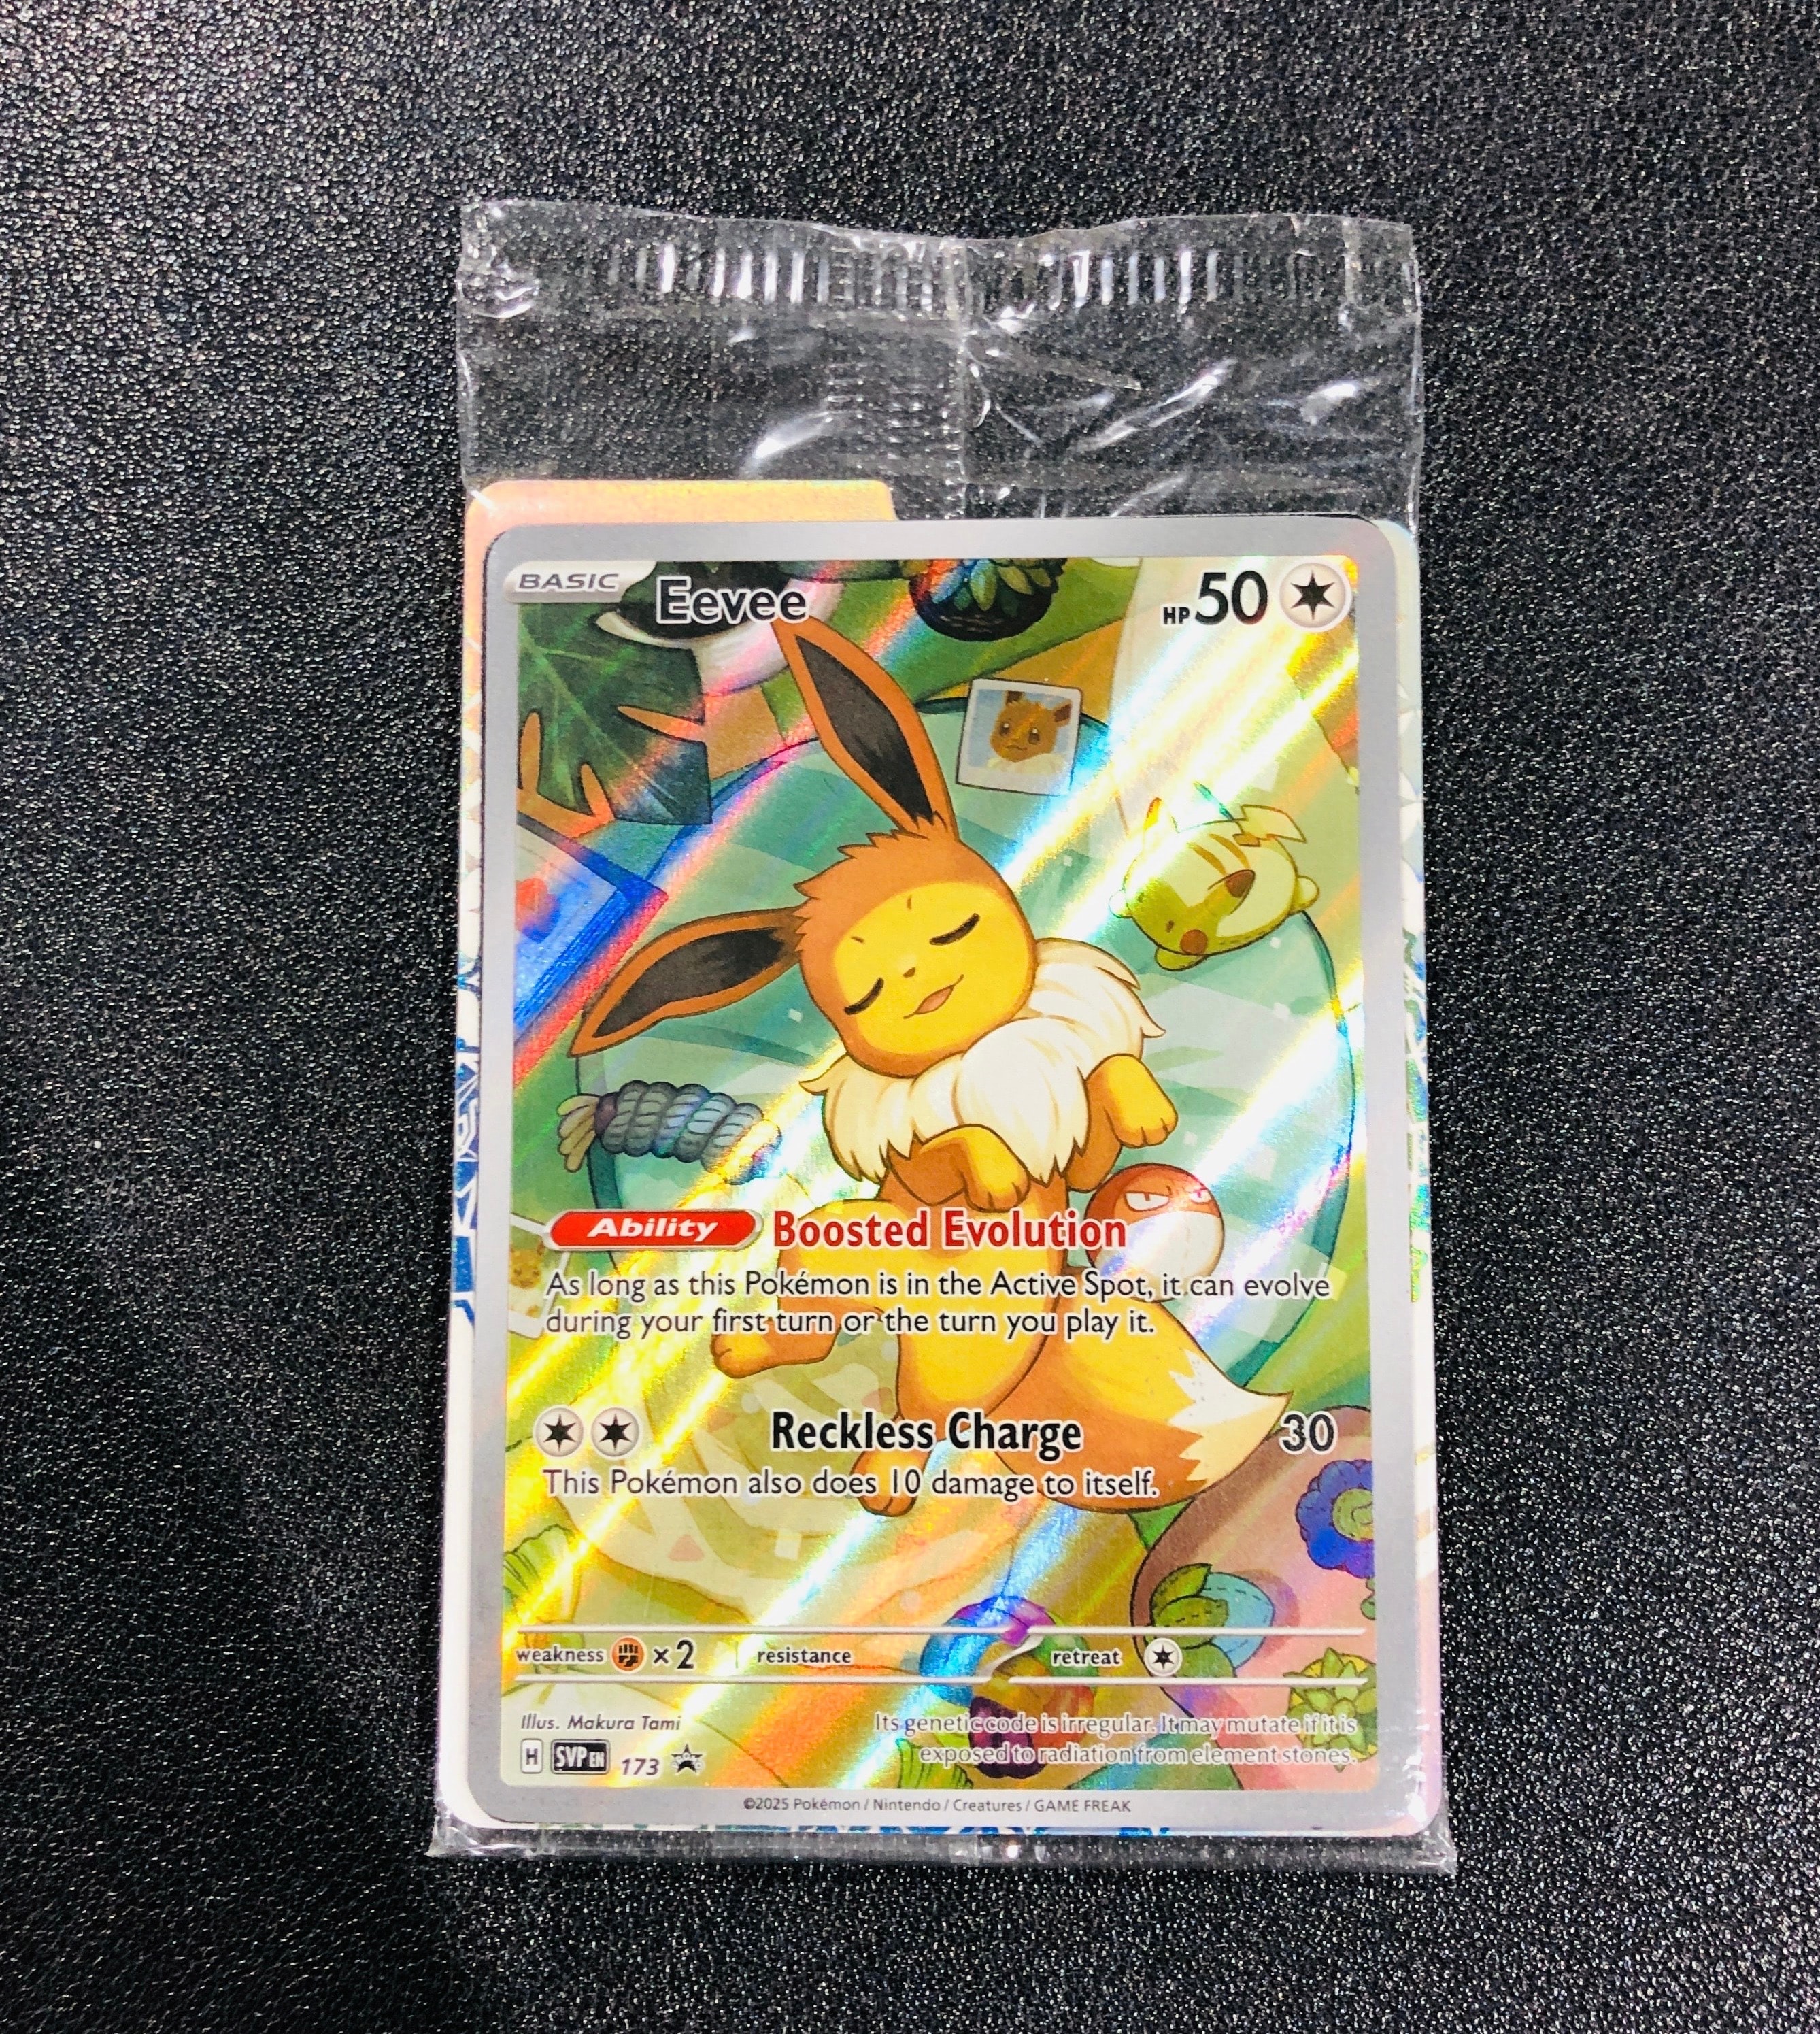 BASIC Eevee HP 50
Ability Boosted Evolution
As long as this Pokémon is in the Active Spot, it can evolve
during your first turn or the turn you play it.
Reckless Charge 30
This Pokémon also does 10 damage to itself.
weakness ×2 resistance retreat
Illus. Makura Tami
H SVP EN 173
Its genetic code is irregular. It may mutate if it is
exposed to radiation from element stones.
©2025 Pokémon / Nintendo / Creatures / GAME FREAK